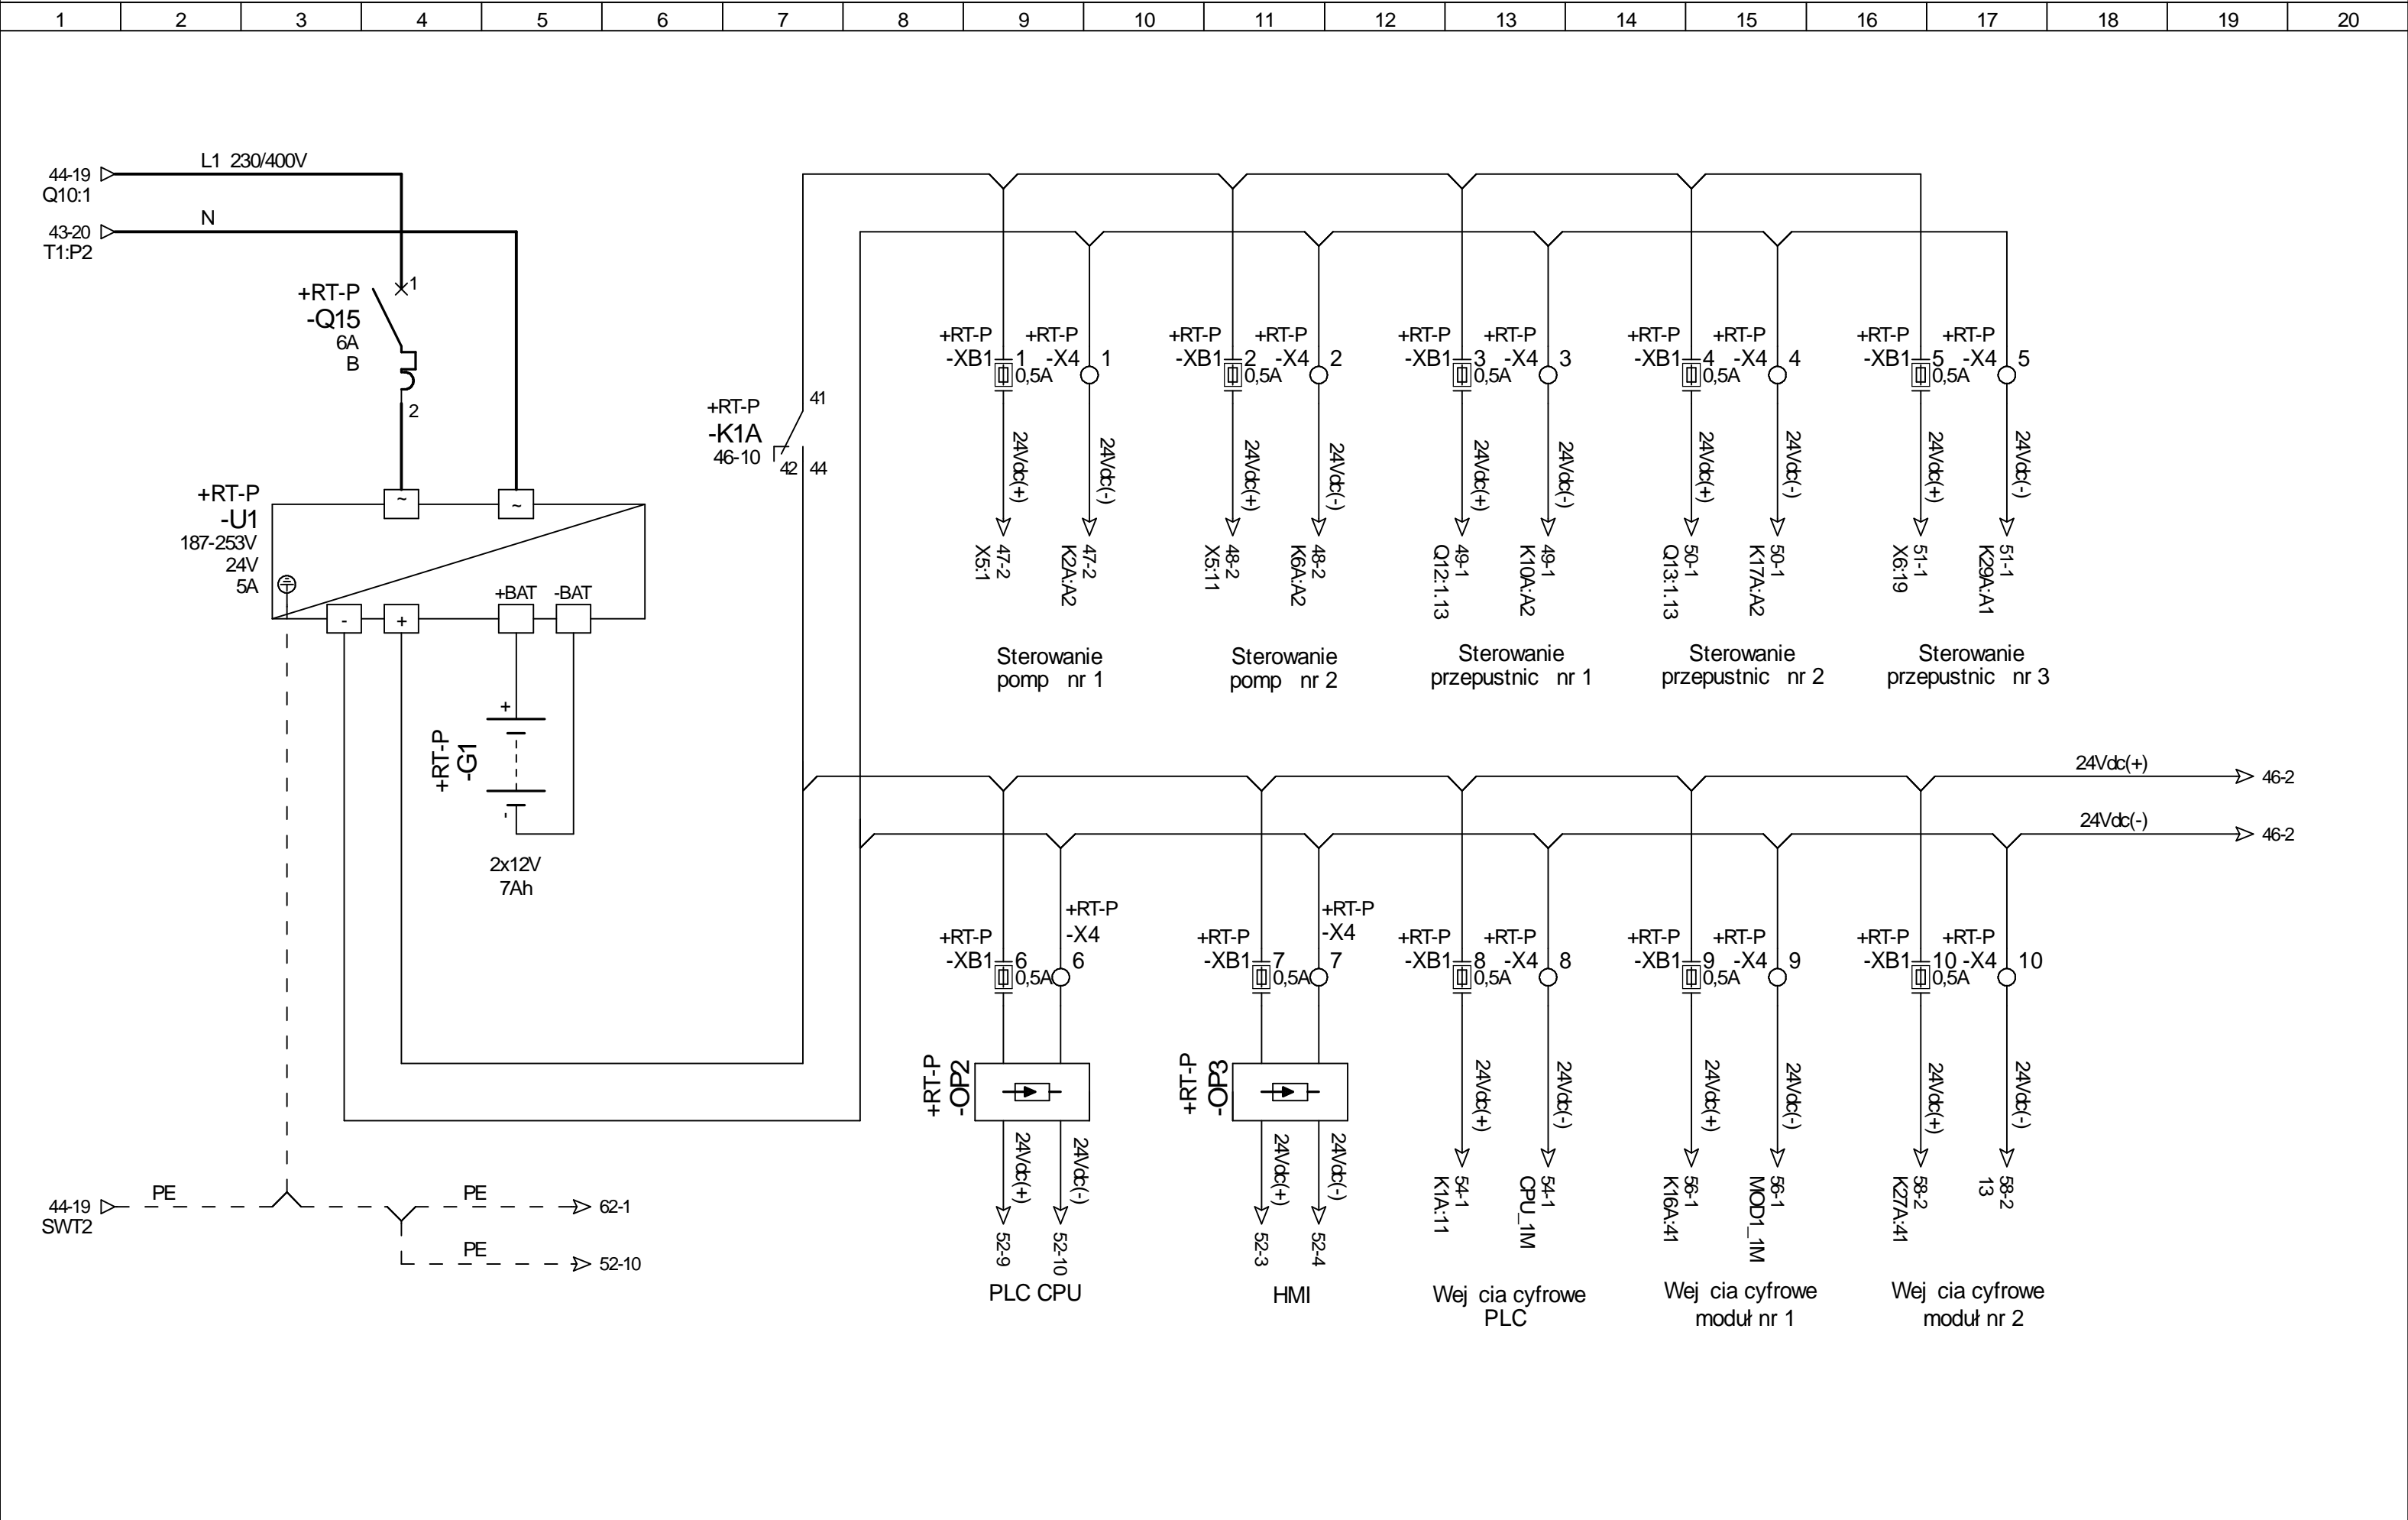 1 2 3 4 5 6 7 8 9 10 11 12 13 14 15 16 17 18 19 20
44-19
Q10:1
L1 230/400V
43-20
T1:P2
N
+RT-P
-Q15
6A
B
1
2
+RT-P
-U1
187-253V
24V
5A
~
~
-
+
+BAT
-BAT
+RT-P
-G1
+
-
2x12V
7Ah
44-19
SWT2
PE
PE
62-1
PE
52-10
+RT-P
-K1A
46-10
41
42
44
+RT-P
-XB1
1
0,5A
+RT-P
-X4
1
24Vdc(+)
24Vdc(-)
47-2
X5:1
47-2
K2A:A2
Sterowanie
pomp nr 1
+RT-P
-XB1
2
0,5A
+RT-P
-X4
2
24Vdc(+)
24Vdc(-)
48-2
X5:11
48-2
K6A:A2
Sterowanie
pomp nr 2
+RT-P
-XB1
3
0,5A
+RT-P
-X4
3
24Vdc(+)
24Vdc(-)
49-1
Q12:1.13
49-1
K10A:A2
Sterowanie
przepustnic nr 1
+RT-P
-XB1
4
0,5A
+RT-P
-X4
4
24Vdc(+)
24Vdc(-)
50-1
Q13:1.13
50-1
K17A:A2
Sterowanie
przepustnic nr 2
+RT-P
-XB1
5
0,5A
+RT-P
-X4
5
24Vdc(+)
24Vdc(-)
51-1
X6:19
51-1
K29A:A1
Sterowanie
przepustnic nr 3
24Vdc(+)
46-2
24Vdc(-)
46-2
+RT-P
-XB1
6
0,5A
+RT-P
-X4
6
+RT-P
-OP2
24Vdc(+)
24Vdc(-)
52-9
52-10
PLC CPU
+RT-P
-XB1
7
0,5A
+RT-P
-X4
7
+RT-P
-OP3
24Vdc(+)
24Vdc(-)
52-3
52-4
HMI
+RT-P
-XB1
8
0,5A
+RT-P
-X4
8
24Vdc(+)
24Vdc(-)
54-1
K1A:11
54-1
CPU_1M
Wej cia cyfrowe
PLC
+RT-P
-XB1
9
0,5A
+RT-P
-X4
9
24Vdc(+)
24Vdc(-)
56-1
K16A:41
56-1
MOD1_1M
Wej cia cyfrowe
moduł nr 1
+RT-P
-XB1
10
0,5A
+RT-P
-X4
10
24Vdc(+)
24Vdc(-)
58-2
K27A:41
58-2
13
Wej cia cyfrowe
moduł nr 2